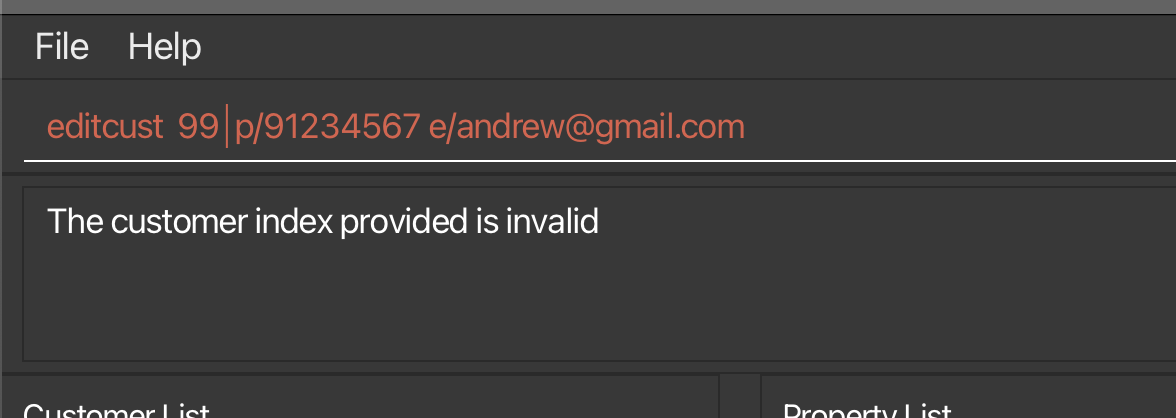 File Help
editcust  99 p/91234567 e/andrew@gmail.com
The customer index provided is invalid
Customer List Property List